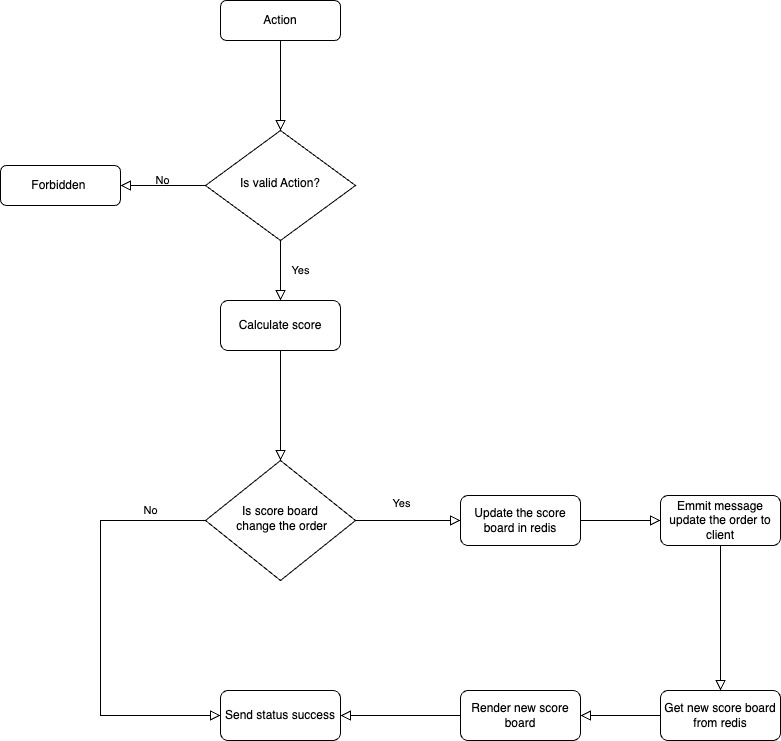 Action
Is valid Action?
No
Forbidden
Yes
Calculate score
Is score board
change the order
No
Yes
Update the score
board in redis
Emmit message
update the order to
client
Get new score board
from redis
Render new score
board
Send status success